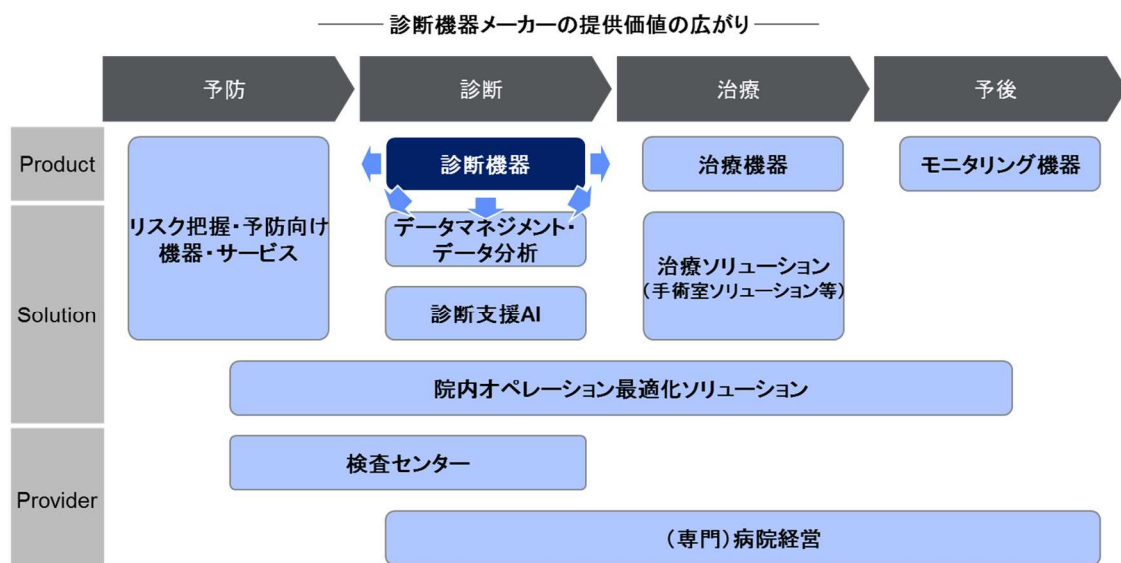 診断機器メーカーの提供価値の広がり
予防
診断
治療
予後
Product
診断機器
治療機器
モニタリング機器
リスク把握・予防向け
機器・サービス
データマネジメント・
データ分析
治療ソリューション
（手術室ソリューション等）
Solution
診断支援AI
院内オペレーション最適化ソリューション
検査センター
Provider
（専門）病院経営